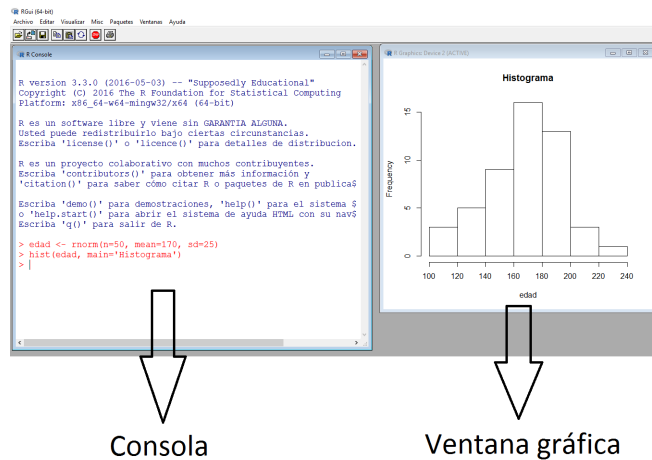 RGui (64-bit)
Archivo Editar Visualizar Misc Paquetes Ventanas Ayuda
R Console
R version 3.3.0 (2016-05-03) -- "Supposedly Educational"
Copyright (C) 2016 The R Foundation for Statistical Computing
Platform: x86_64-w64-mingw32/x64 (64-bit)
R es un software libre y viene sin GARANTIA ALGUNA.
Usted puede redistribuirlo bajo ciertas circunstancias.
Escriba 'license()' o 'licence()' para detalles de distribucion.
R es un proyecto colaborativo con muchos contribuyentes.
Escriba 'contributors()' para obtener más información y
'citation()' para saber cómo citar R o paquetes de R en publica$
Escriba 'demo()' para demostraciones, 'help()' para el sistema $
o 'help.start()' para abrir el sistema de ayuda HTML con su nav$
Escriba 'q()' para salir de R.
> edad <- rnorm(n=50, mean=170, sd=25)
> hist(edad, main='Histograma')
>
R Graphics: Device 2 (ACTIVE)
Histograma
Frequency
15
10
5
0
100 120 140 160 180 200 220 240
edad
Consola
Ventana gráfica